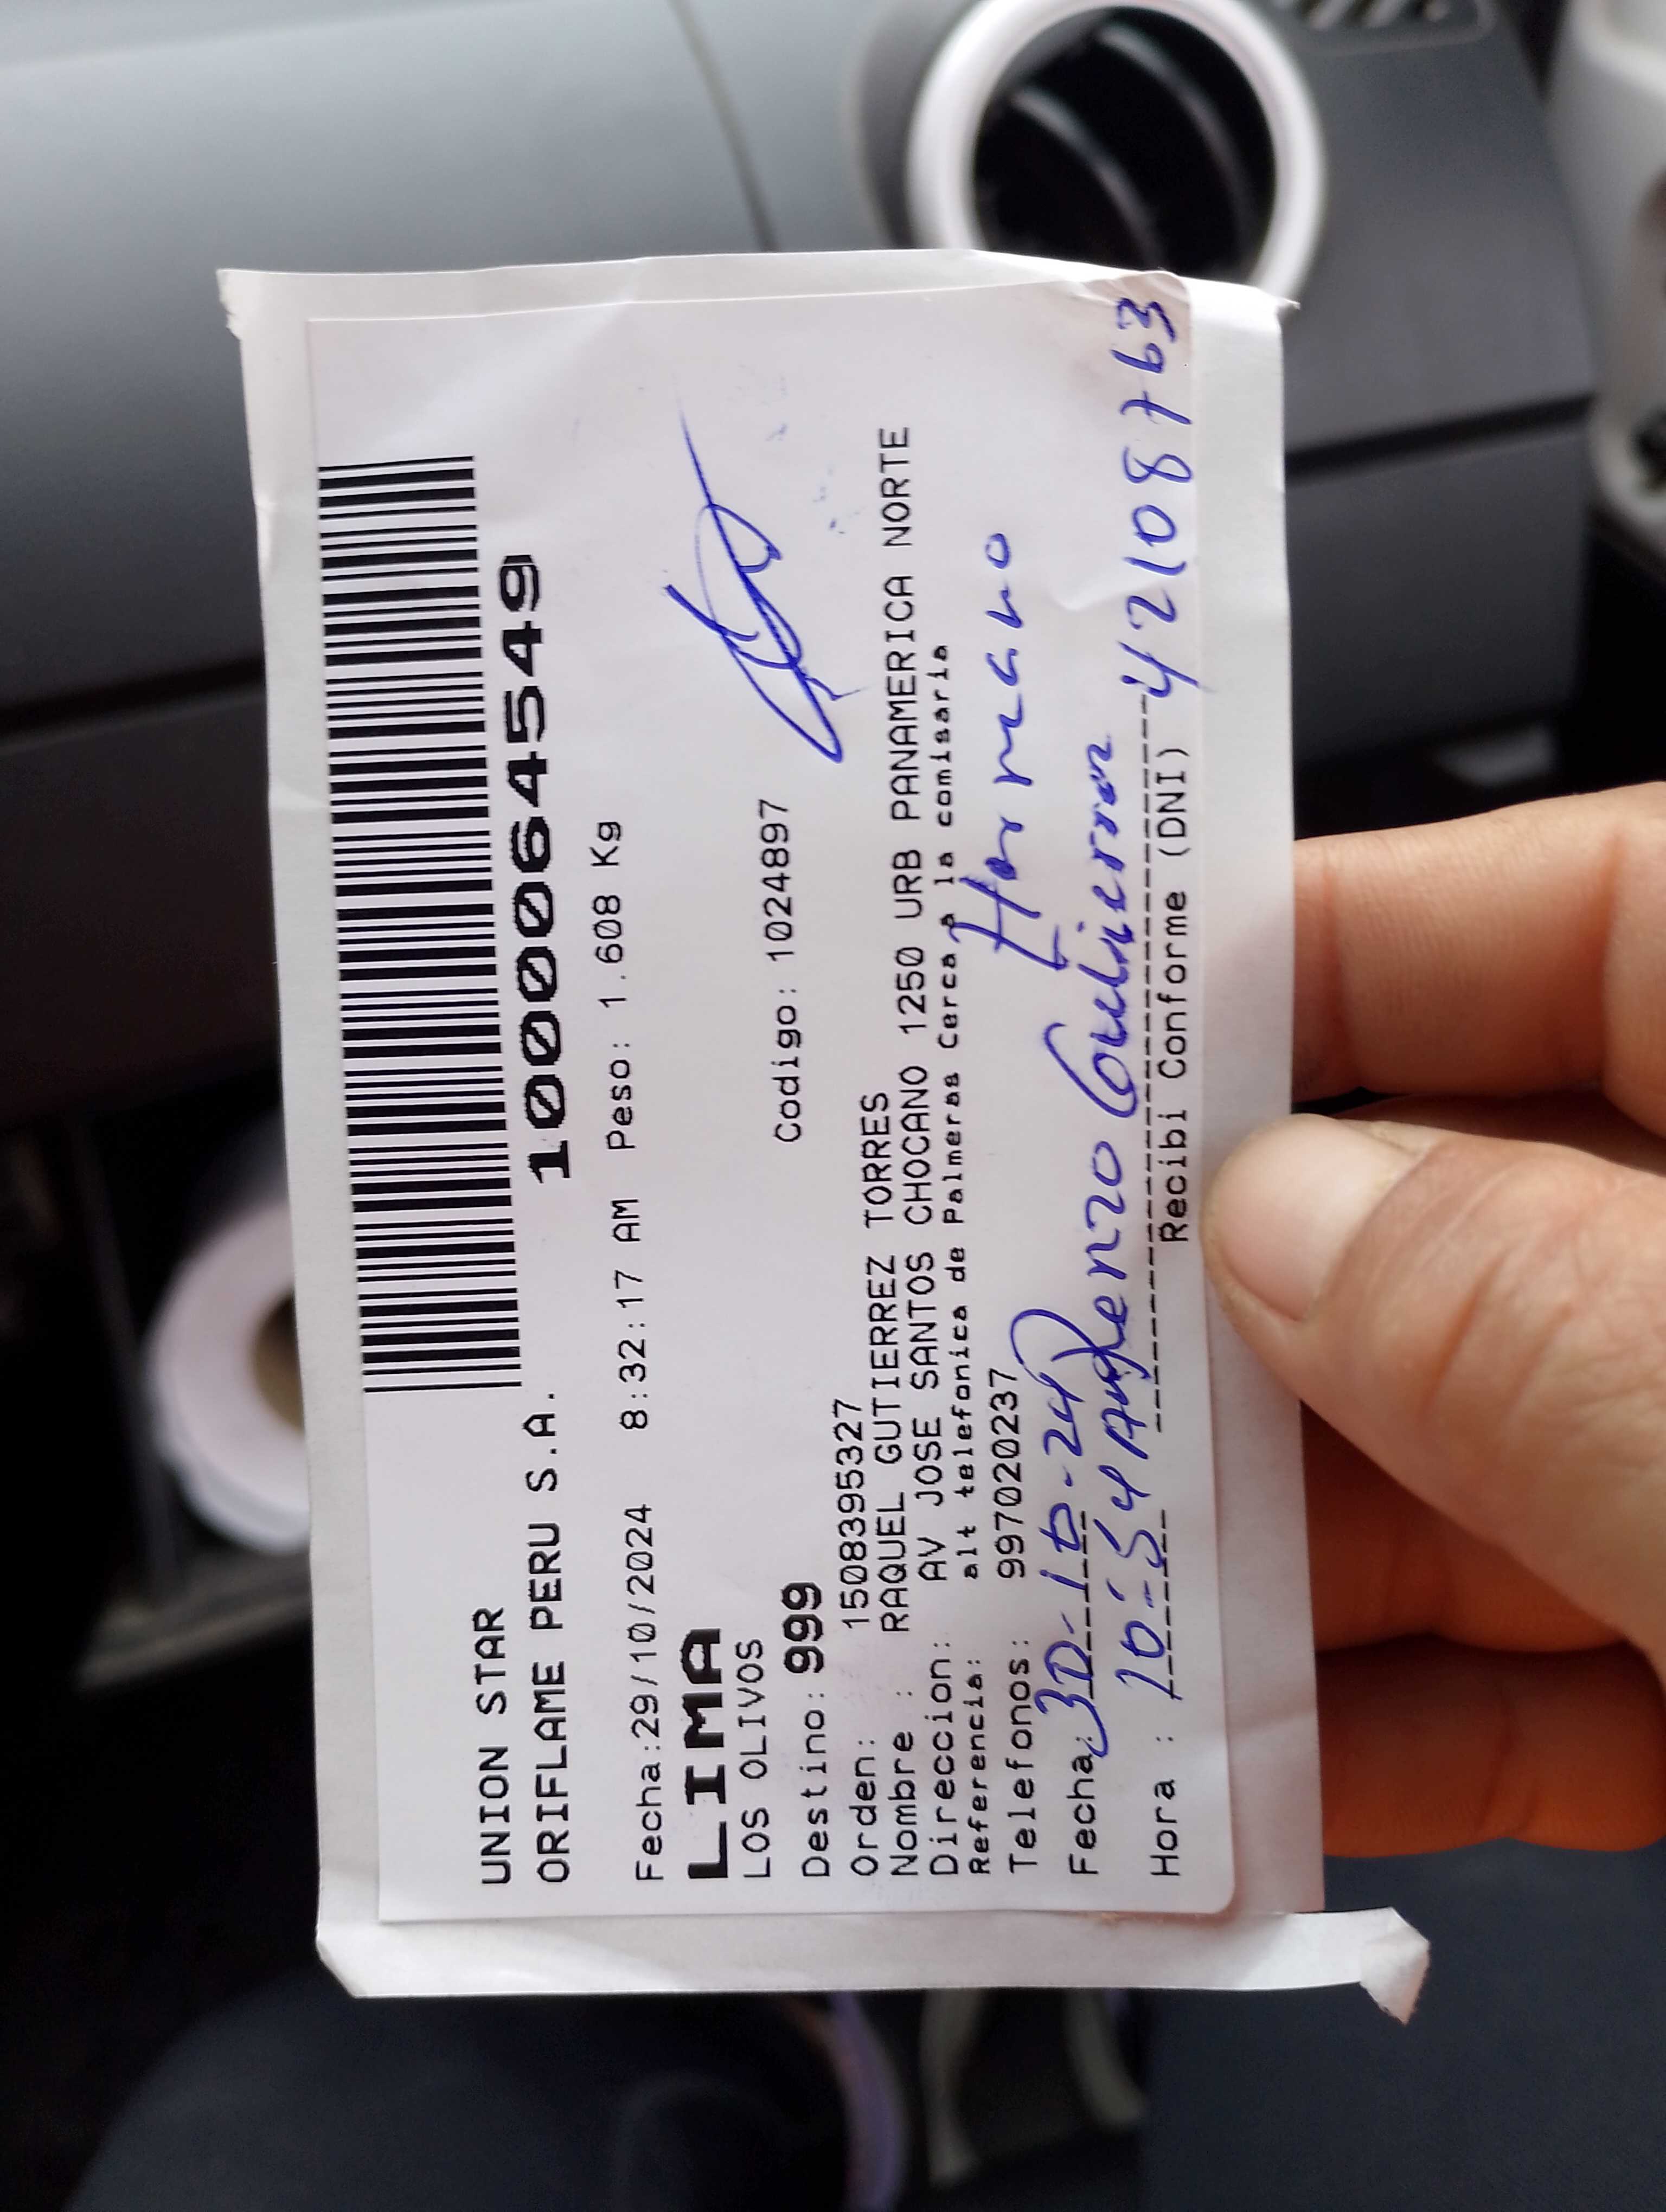 UNION STAR
ORIFLAME PERU S.A.
1000064549
Fecha:29/10/2024 8:32:17 AM Peso: 1.608 Kg
LIMA
LOS OLIVOS
Codigo: 1024897
Destino: 999
Orden: 1508395327
Nombre : RAQUEL GUTIERREZ TORRES
Direccion: AV JOSE SANTOS CHOCANO 1250 URB PANAMERICA NORTE
Referencia: alt telefonica de Palmeras Cerca a la comisaria
Telefonos: 999702O237
Hermano
Fecha: 30-10-24
Hora : 10:54 AM Renzo 42108763
Recibi Conforme (DNI)